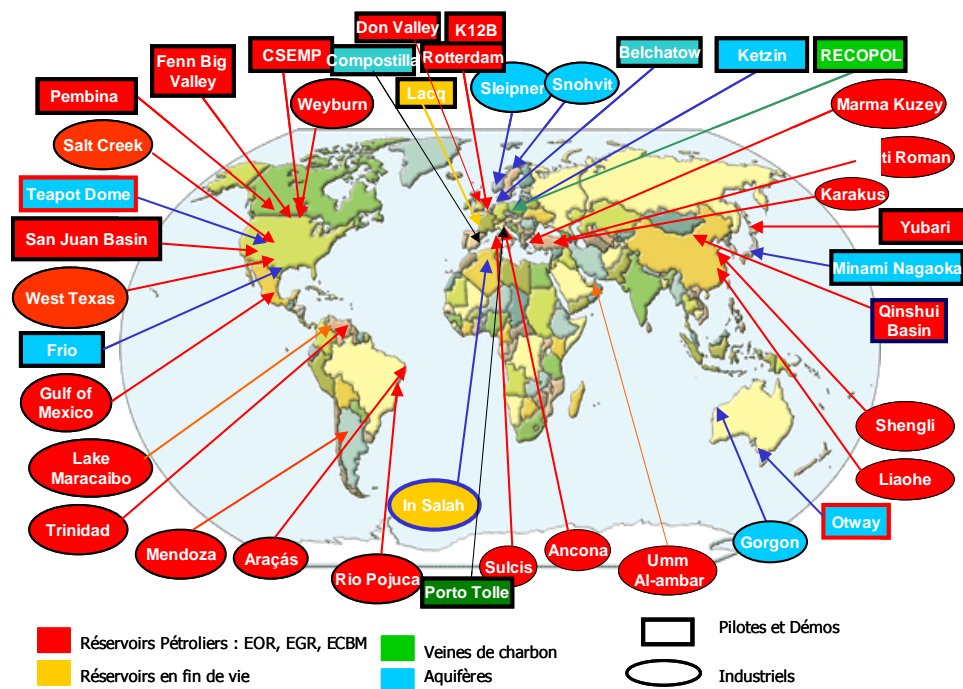 Don Valley
K12B
Fenn Big
Valley
CSEMP
Compostilla
Rotterdam
Belchatow
Ketzin
RECOPOL
Pembina
Weyburn
Lacq
Sleipner
Snohvit
Marma Kuzey
Salt Creek
ti Roman
Teapot Dome
Karakus
San Juan Basin
Yubari
Minami Nagaoka
West Texas
Qinshui
Basin
Frio
Gulf of
Mexico
Shengli
Lake
Maracaibo
Liaohe
In Salah
Trinidad
Otway
Mendoza
Araçás
Ancona
Gorgon
Rio Pojuca
Sulcis
Umm
Al-ambar
Porto Tolle
Réservoirs Pétroliers : EOR, EGR, ECBM
Réservoirs en fin de vie
Veines de charbon
Aquifères
Pilotes et Démos
Industriels